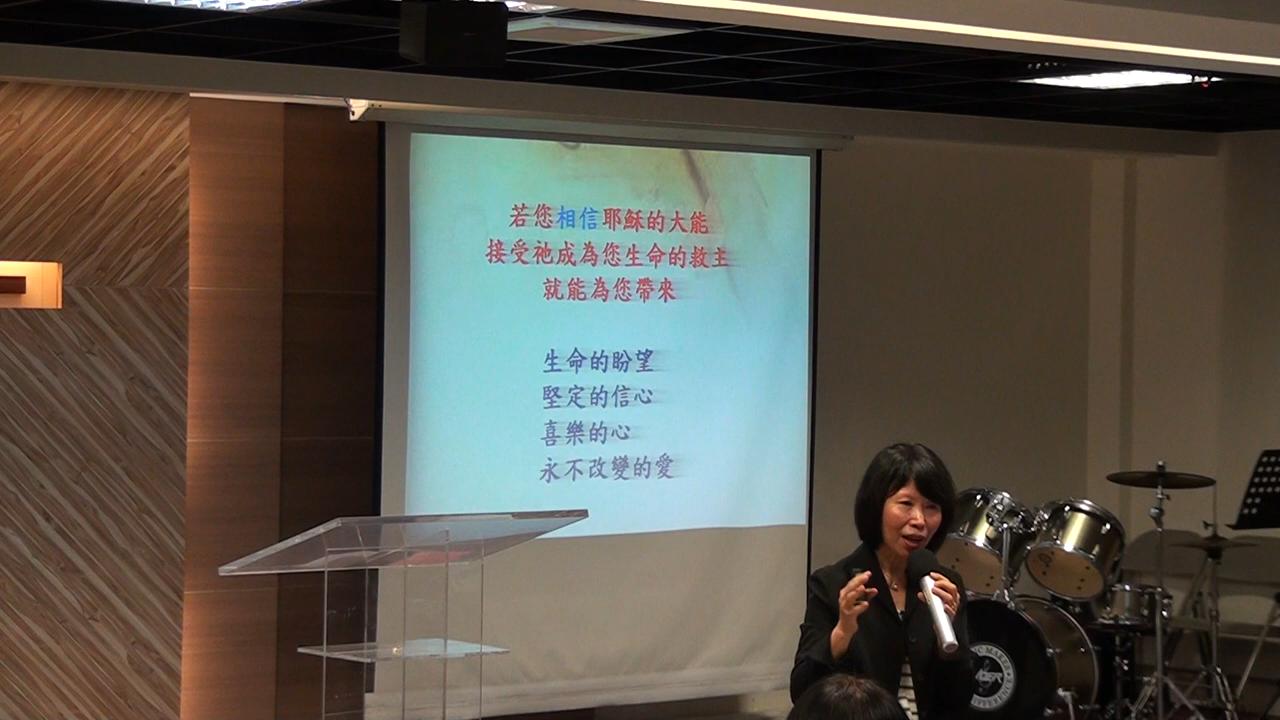 若您相信耶穌的大能
接受祂成為您生命的救主
就能為您帶來
生命的盼望
堅定的信心
喜樂的心
永不改變的愛